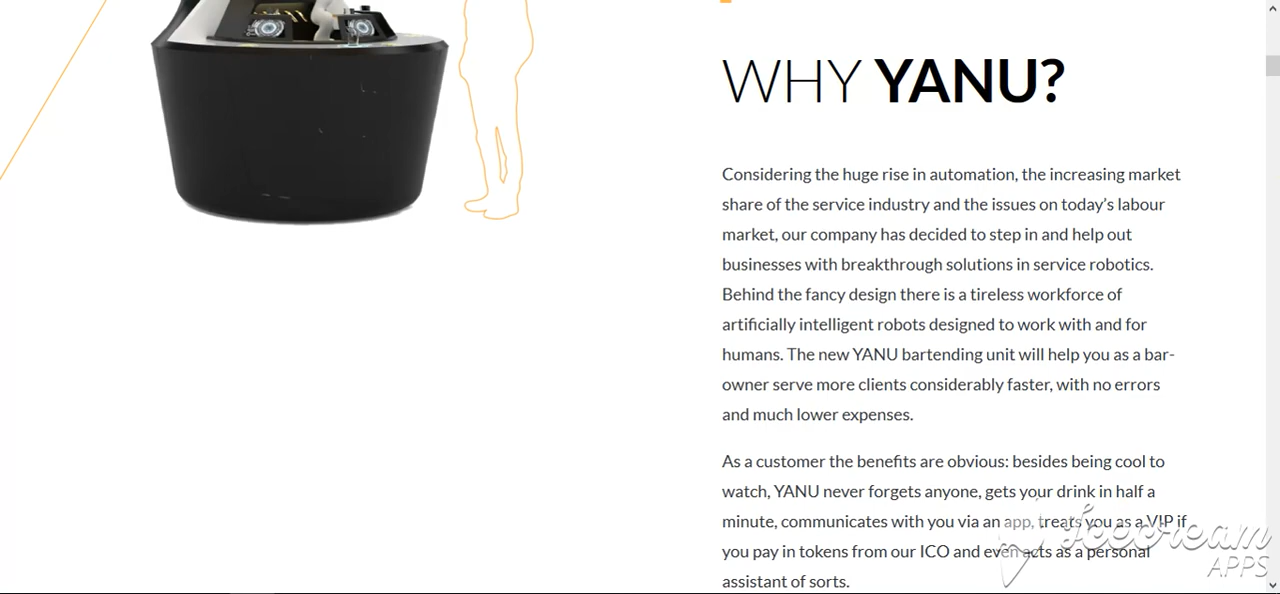 WHY YANU?
Considering the huge rise in automation, the increasing market
share of the service industry and the issues on today's labour
market, our company has decided to step in and help out
businesses with breakthrough solutions in service robotics.
Behind the fancy design there is a tireless workforce of
artificially intelligent robots designed to work with and for
humans. The new YANU bartending unit will help you as a bar-
owner serve more clients considerably faster, with no errors
and much lower expenses.
As a customer the benefits are obvious: besides being cool to
watch, YANU never forgets anyone, gets your drink in half a
minute, communicates with you via an app, treats you as a VIP if
you pay in tokens from our ICO and even acts as a personal
assistant of sorts.
Icecream
APPS